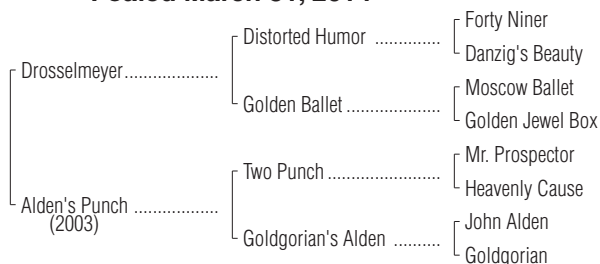 Foaled March 31,
Forty Niner
Distorted Humor ..............
Danzig's Beauty
Drosselmeyer....................
Moscow Ballet
Golden Ballet .................
Golden Jewel Box
Mr. Prospector
Two Punch .....................
Heavenly Cause
Alden's Punch ..................
(2003)
John Alden
Goldgorian's Alden ..........
Goldgorian